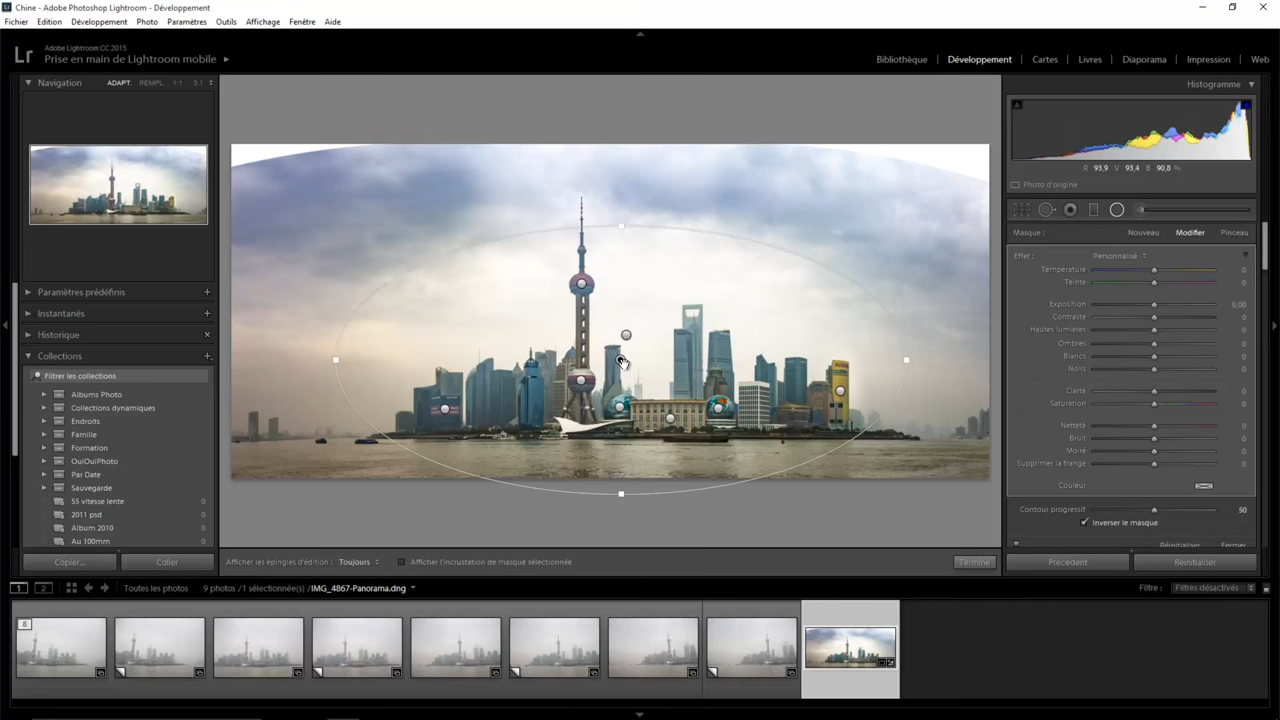 Chine - Adobe Photoshop Lightroom - Développement
Fichier Edition Développement Photo Paramètres Outils Affichage Fenêtre Aide
Lr
Adobe Lightroom CC 2015
Prise en main de Lightroom mobile
Bibliothèque Développement Cartes Livres Diaporama Impression Web
Navigation ADAPT. REMPL. 1:1 3:1
Histogramme
R 93,9 V 93,4 B 90,8 %
Photo d'origine
Masque : Nouveau Modifier Pinceau
Effet : Personnalisé
Température 0
Teinte 0
Exposition 0,00
Contraste 0
Hautes lumières 0
Ombres 0
Blancs 0
Noirs 0
Clarté 0
Saturation 0
Netteté 0
Bruit 0
Moiré 0
Supprimer la frange 0
Couleur
Contour progressif 50
Inverser le masque
Réinitialiser Fermer
Précédent Réinitialiser
Paramètres prédéfinis
Instantanés
Historique
Collections
Filtrer les collections
Albums Photo
Collections dynamiques
Endroits
Famille
Formation
OuiOuiPhoto
Par Date
Sauvegarde
55 vitesse lente 0
2011 psd 0
Album 2010 0
Au 100mm 0
Copier... Coller
Afficher les épingles d'édition : Toujours Afficher l'incrustation de masque sélectionnée Terminé
1 2 Toutes les photos 9 photos /1 sélectionnée(s) /IMG_4867-Panorama.dng Filtre : Filtres désactivés
8